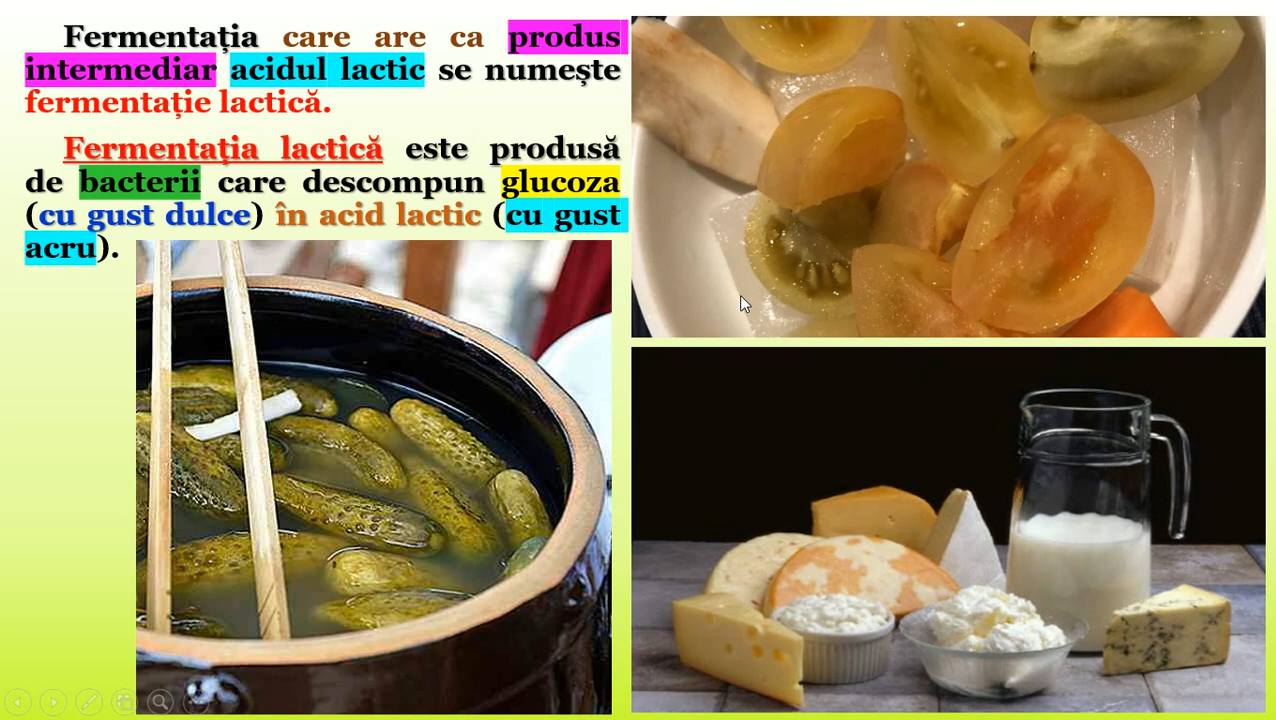 Fermentația care are ca produs
intermediar acidul lactic se numește
fermentație lactică.
Fermentația lactică este produsă
de bacterii care descompun glucoza
(cu gust dulce) în acid lactic (cu gust
acru).